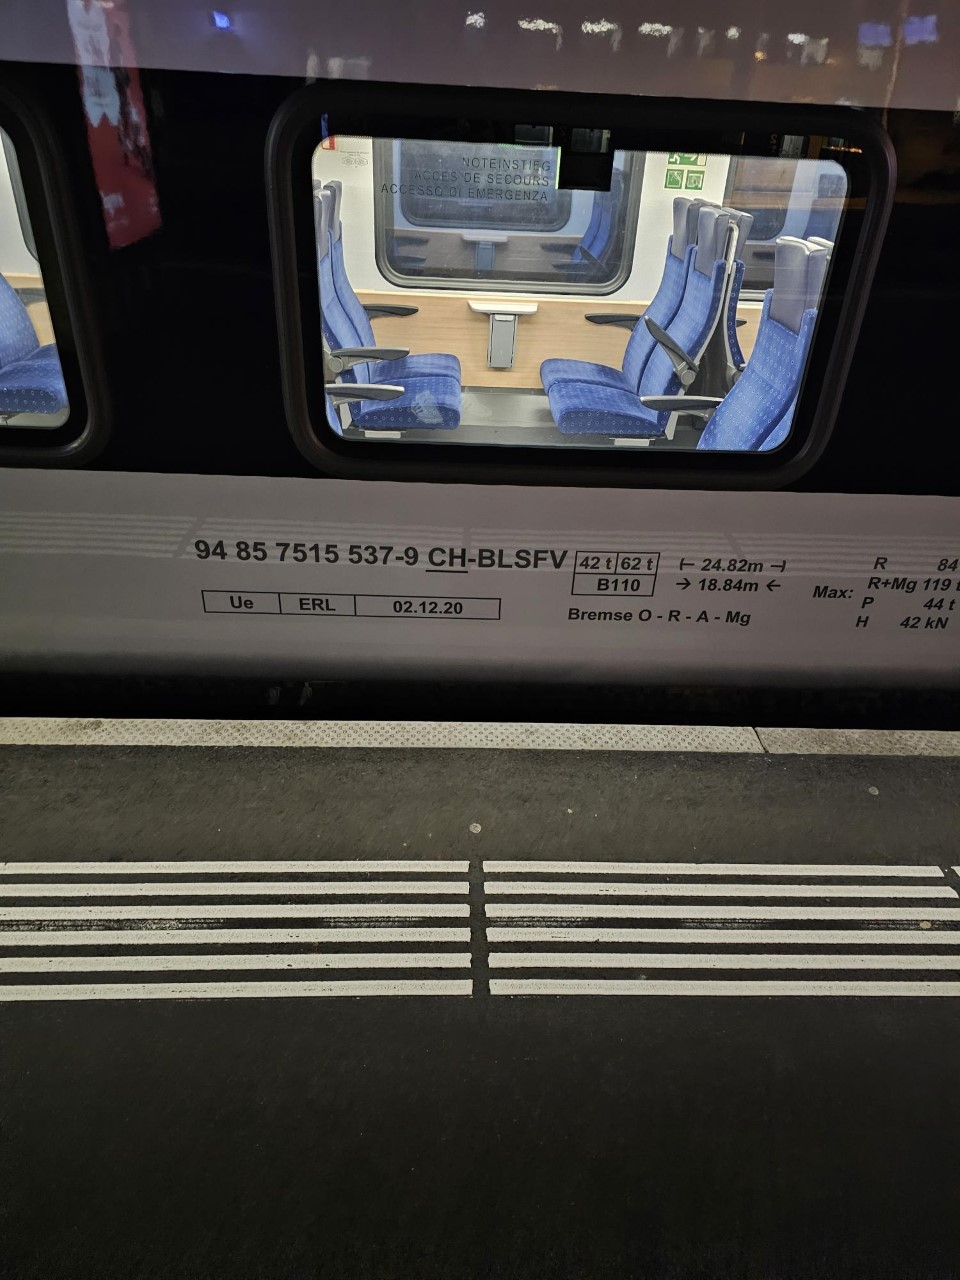 NOTEINSTIEG
ACCÈS DE SECOURS
ACCESSO DI EMERGENZA
94 85 7515 537-9 CH-BLSFV
42 t 62 t
B110
24.82m
18.84m
Bremse O - R - A - Mg
Ue ERL 02.12.20
Max:
R 84
R+Mg 119 t
P 44 t
H 42 kN